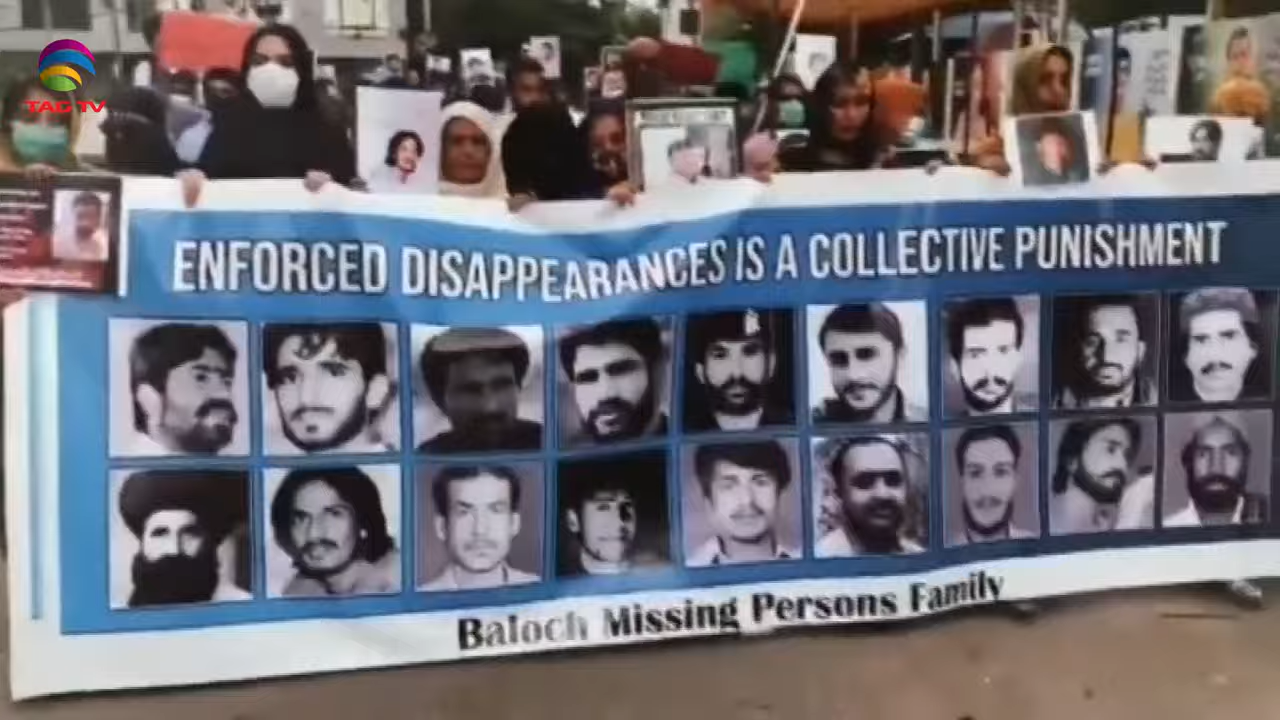 TAG TV
ENFORCED DISAPPEARANCES IS A COLLECTIVE PUNISHMENT
Baloch Missing Persons Family